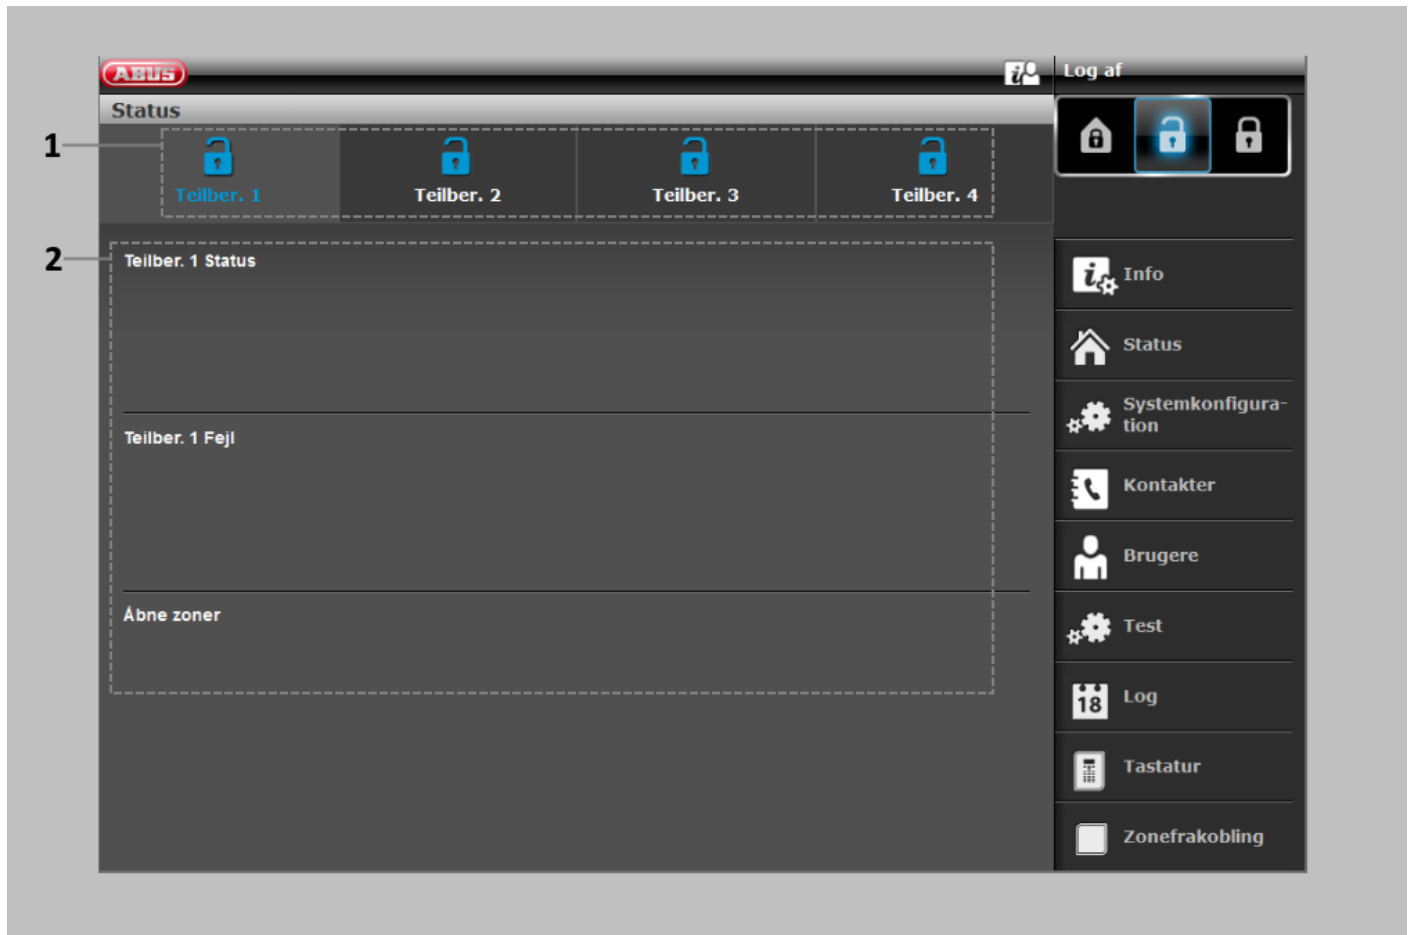 ABUS
Log af
Status
1
Teilber. 1
Teilber. 2
Teilber. 3
Teilber. 4
2
Teilber. 1 Status
Teilber. 1 Fejl
Åbne zoner
Info
Status
Systemkonfigura-
tion
Kontakter
Brugere
Test
18
Log
Tastatur
Zonefrakobling